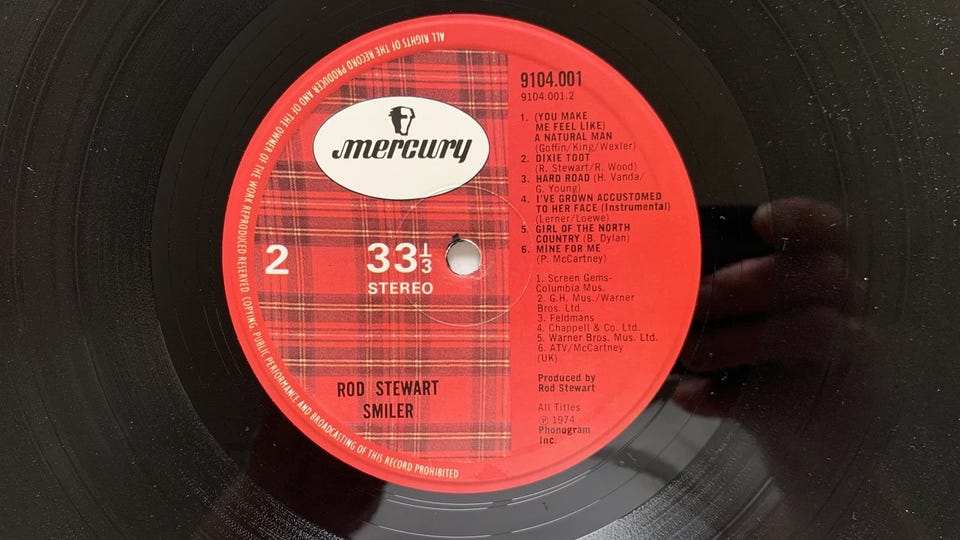 ALL RIGHTS OF THE RECORD PRODUCER AND OF THE OWNER OF THE WORK REPRODUCED RESERVED. COPYING, PUBLIC PERFORMANCE AND BROADCASTING OF THIS RECORD PROHIBITED
mercury
2
33 1/3
STEREO
ROD STEWART
SMILER
9104.001
9104.001.2
1. (YOU MAKE
ME FEEL LIKE)
A NATURAL MAN
(Goffin/King/Wexler)
2. DIXIE TOOT
(R. Stewart/R. Wood)
3. HARD ROAD (H. Vanda/
G. Young)
4. I'VE GROWN ACCUSTOMED
TO HER FACE (Instrumental)
(Lerner/Loewe)
5. GIRL OF THE NORTH
COUNTRY (B. Dylan)
6. MINE FOR ME
(P. McCartney)
1. Screen Gems-
Columbia Mus.
2. G.H. Mus./Warner
Bros. Ltd.
3. Feldmans
4. Chappell & Co. Ltd.
5. Warner Bros. Mus. Ltd.
6. ATV/McCartney
(UK)
Produced by
Rod Stewart
All Titles
℗ 1974
Phonogram
Inc.